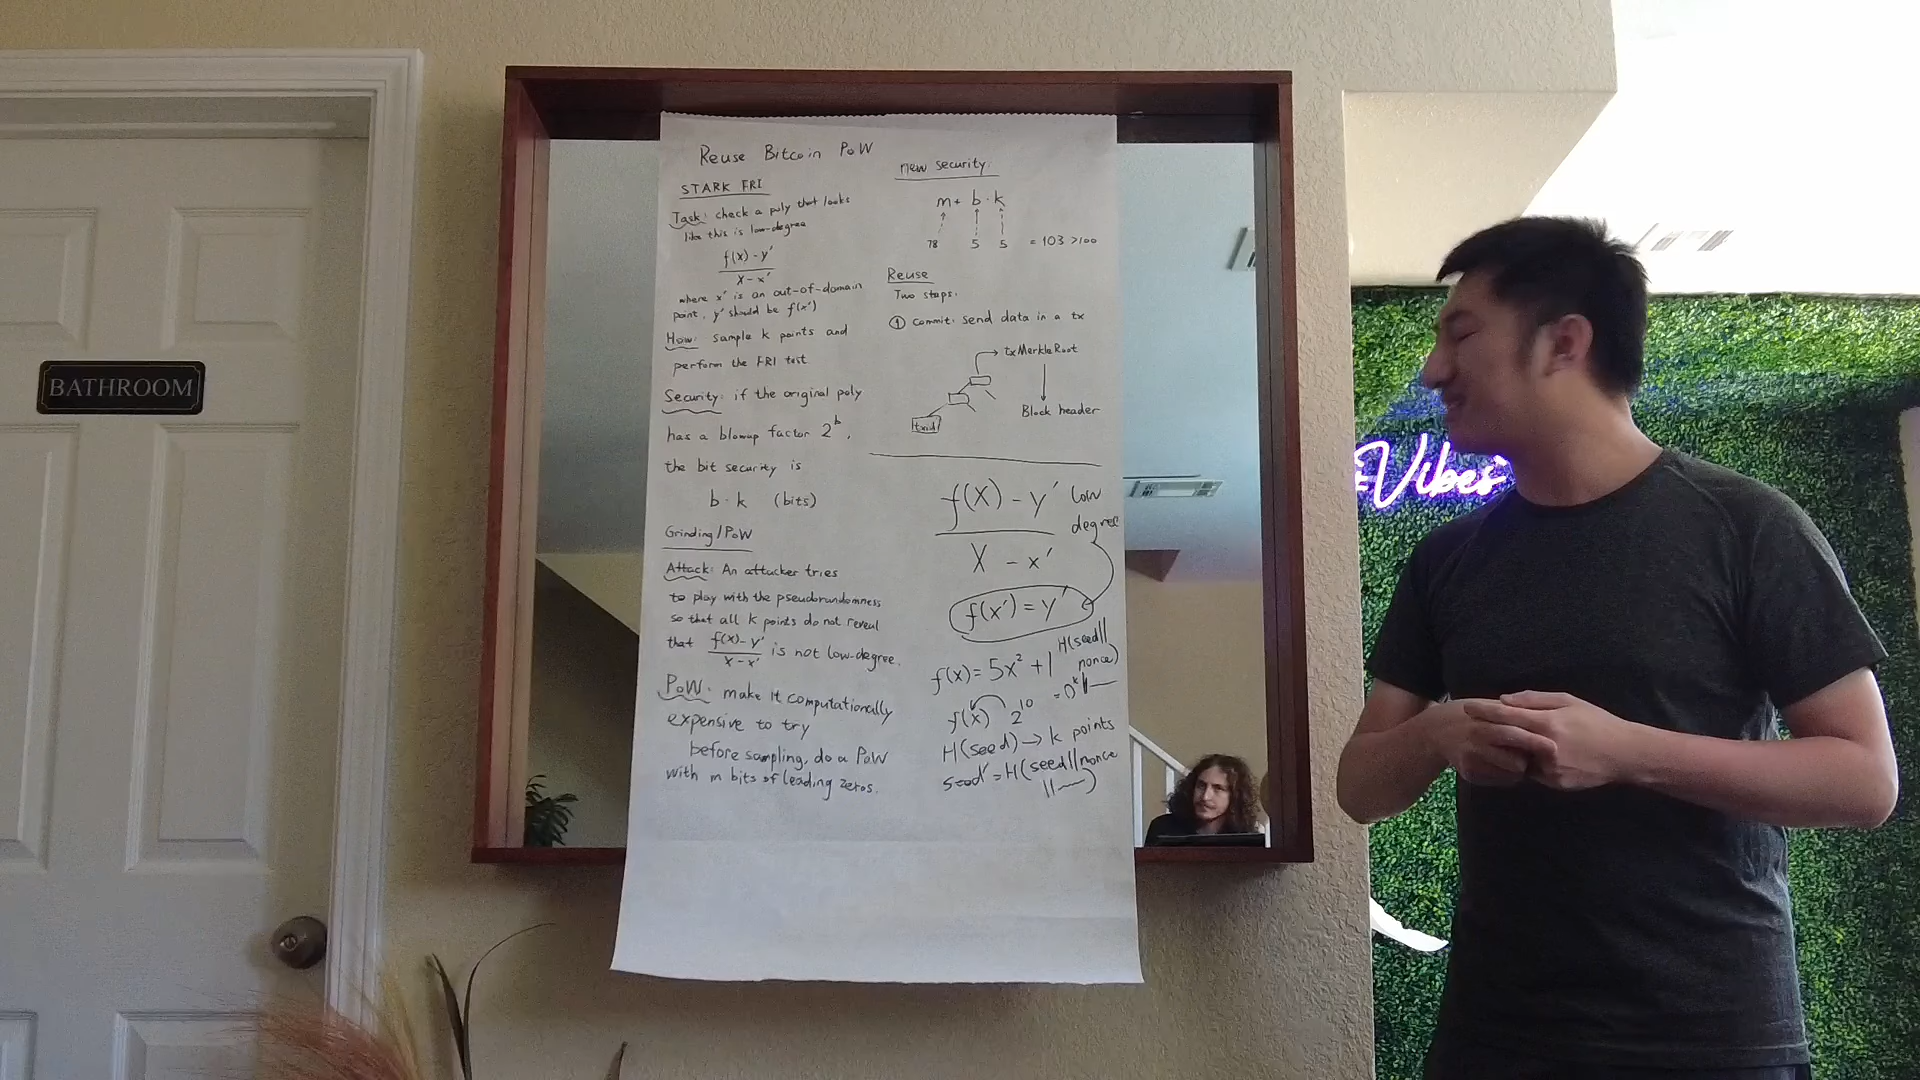 BATHROOM
Reuse Bitcoin PoW
STARK FRI
Task: check a poly that looks
like this is low-degree
f(x) - y'
x - x'
where x' is an out-of-domain
point, y' should be f(x')
How: sample k points and
perform the FRI test
Security: if the original poly
has a blowup factor 2^b,
the bit security is
b · k (bits)
Grinding/PoW
Attack: An attacker tries
to play with the pseudorandomness
so that all k points do not reveal
that f(x)-y' / x-x' is not low-degree.
PoW: make it computationally
expensive to try
before sampling, do a PoW
with m bits of leading zeros.
new security:
m + b · k
78 5 5 = 103 >100
Reuse
Two steps.
① Commit: send data in a tx
txMerkleRoot
Block header
txid
f(X) - y' low
degree
X - x'
f(x') = y'
f(x) = 5x² + 1
H(seed||
nonce)
= 0^k ||—
f(x) 2^10
H(seed) → k points
seed' = H(seed||nonce
||—)
Vibes